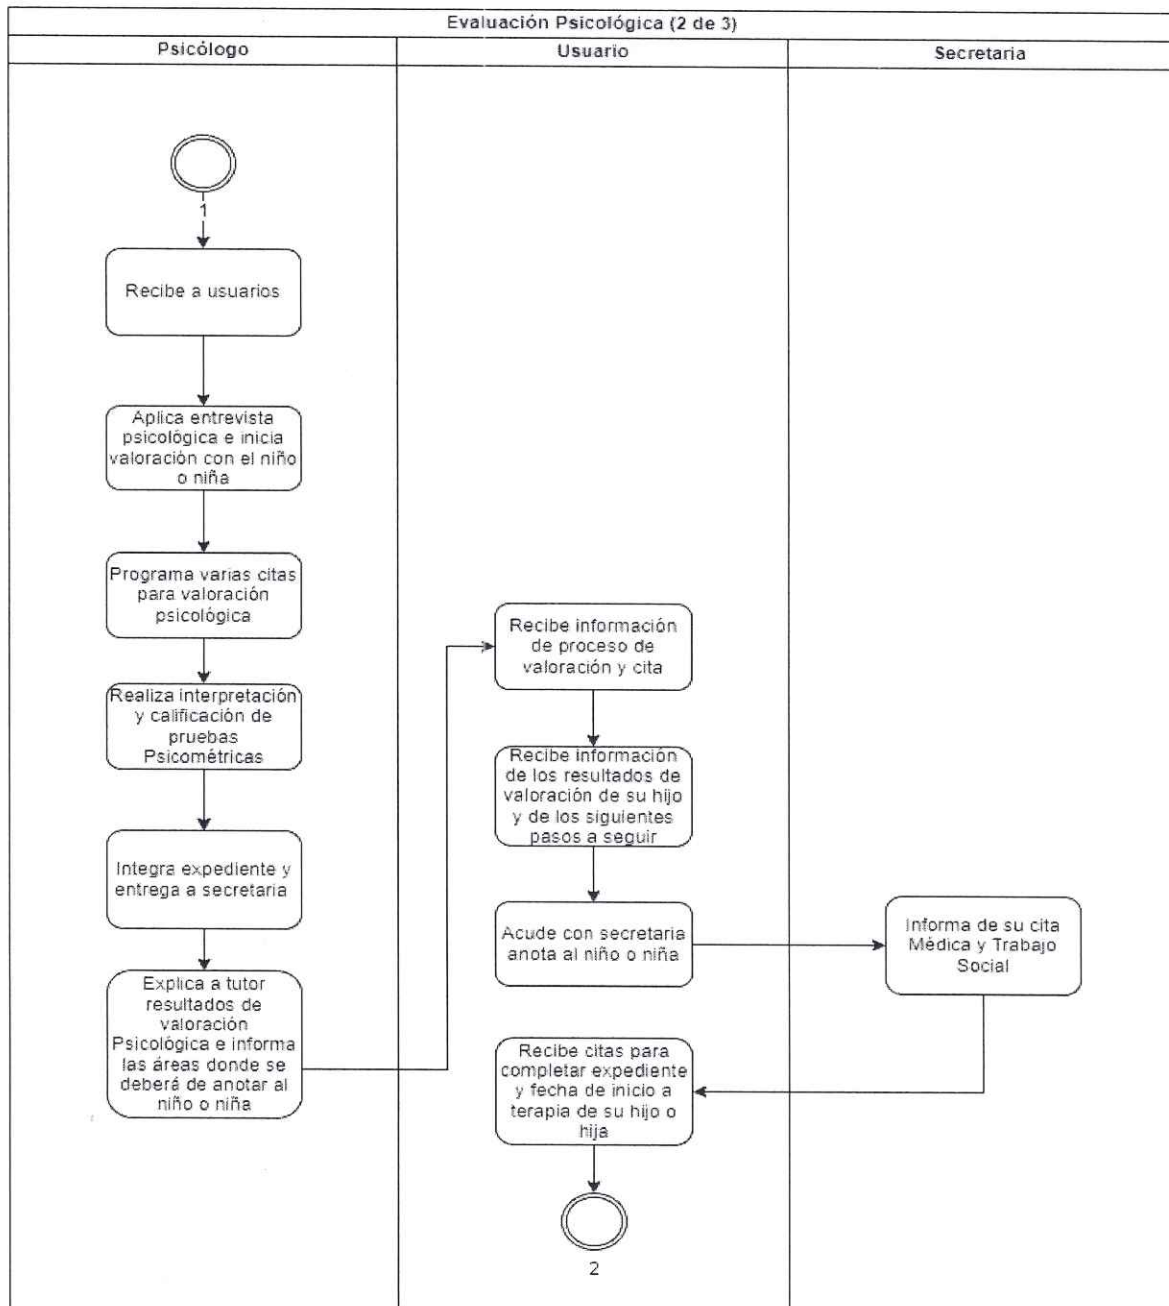 Evaluación Psicológica (2 de 3)
Psicólogo
Usuario
Secretaria
1
Recibe a usuarios
Aplica entrevista
psicológica e inicia
valoración con el niño
o niña
Programa varias citas
para valoración
psicológica
Realiza interpretación
y calificación de
pruebas
Psicométricas
Integra expediente y
entrega a secretaria
Explica a tutor
resultados de
valoración
Psicológica e informa
las áreas donde se
deberá de anotar al
niño o niña
Recibe información
de proceso de
valoración y cita
Recibe información
de los resultados de
valoración de su hijo
y de los siguientes
pasos a seguir
Acude con secretaria
anota al niño o niña
Informa de su cita
Médica y Trabajo
Social
Recibe citas para
completar expediente
y fecha de inicio a
terapia de su hijo o
hija
2